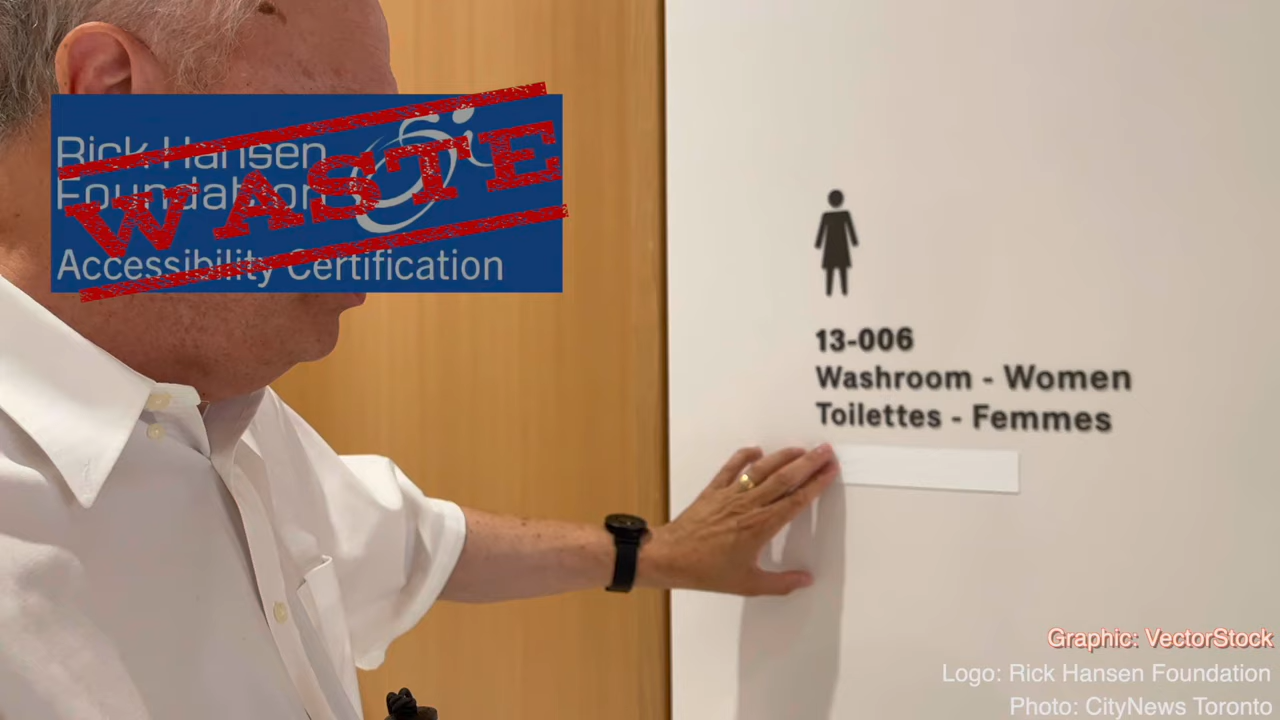 Rick Hansen
Foundation
WASTE
Accessibility Certification
13-006
Washroom - Women
Toilettes - Femmes
Graphic: VectorStock
Logo: Rick Hansen Foundation
Photo: CityNews Toronto